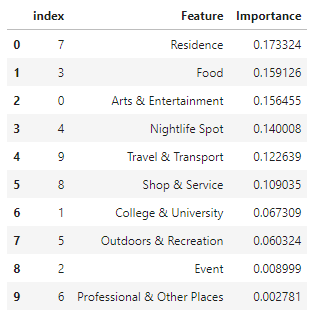 index Feature Importance
0 7 Residence 0.173324
1 3 Food 0.159126
2 0 Arts & Entertainment 0.156455
3 4 Nightlife Spot 0.140008
4 9 Travel & Transport 0.122639
5 8 Shop & Service 0.109035
6 1 College & University 0.067309
7 5 Outdoors & Recreation 0.060324
8 2 Event 0.008999
9 6 Professional & Other Places 0.002781